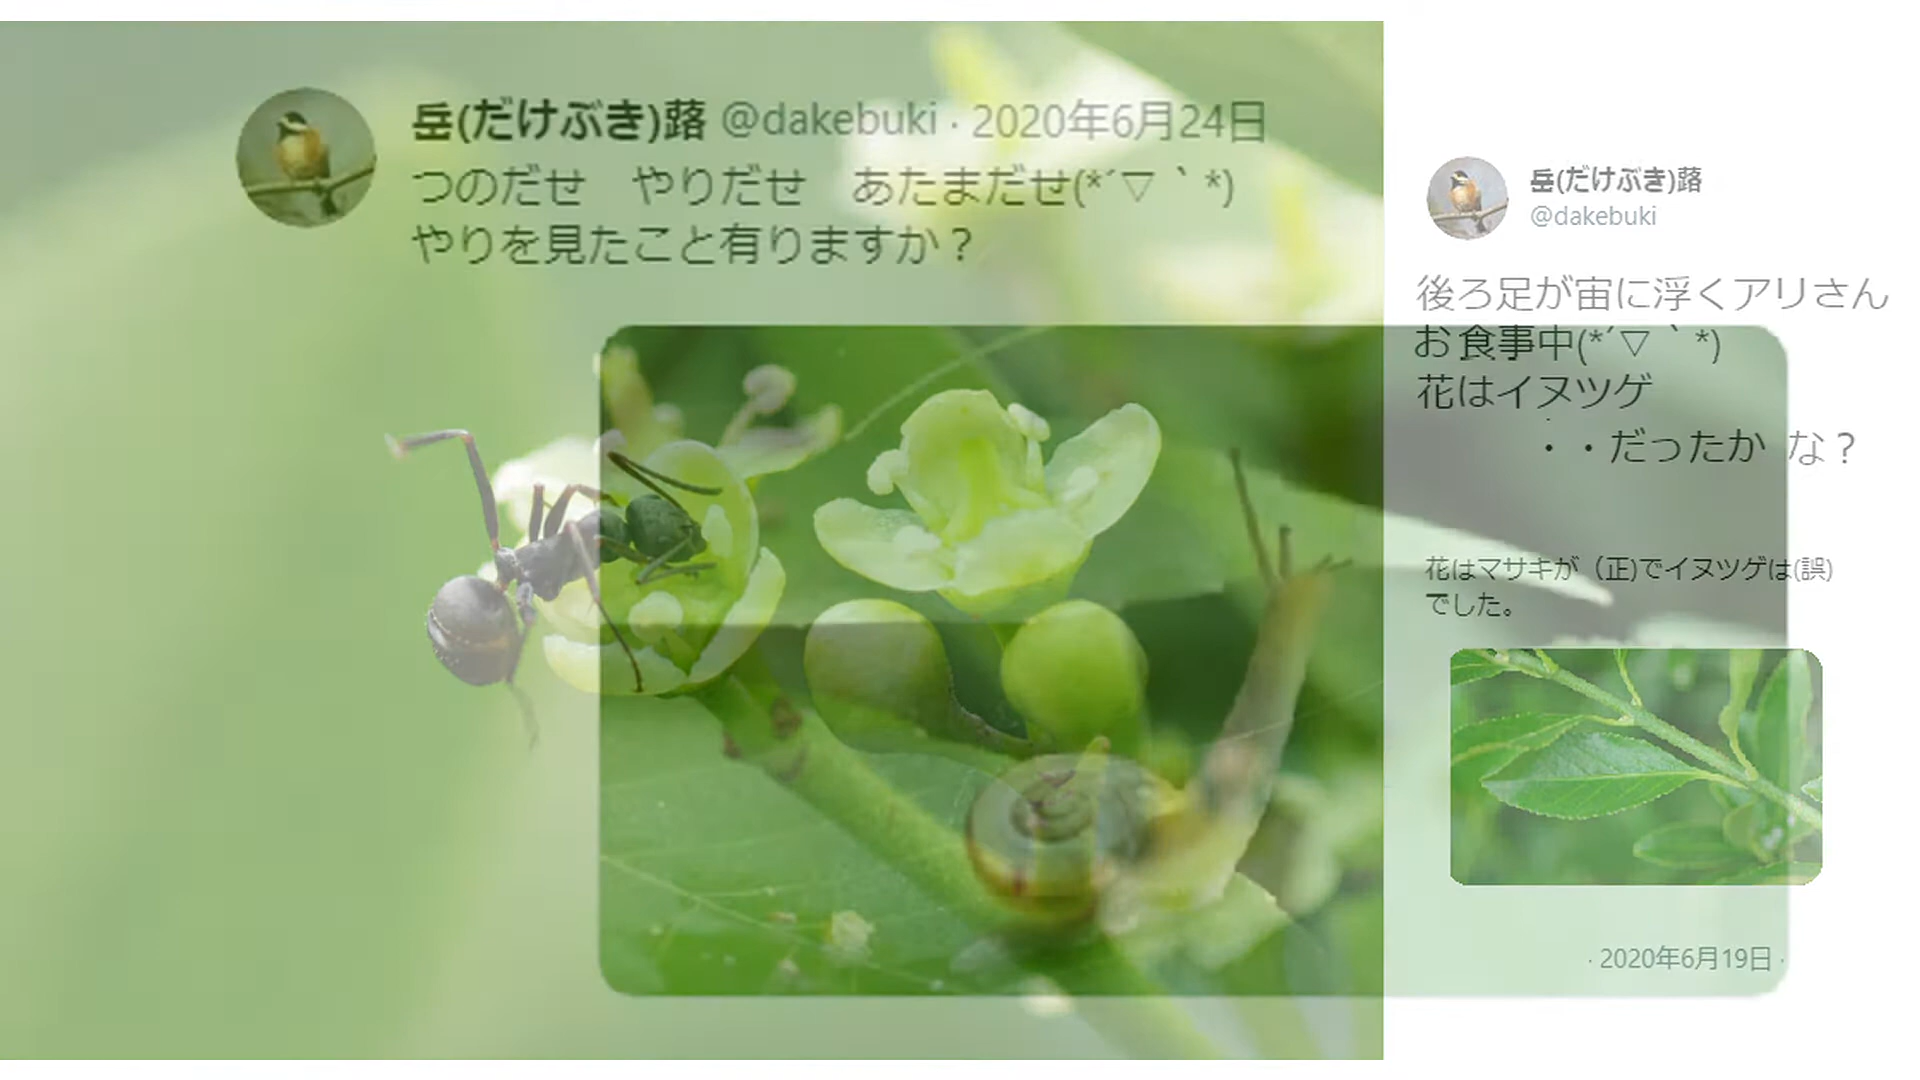 岳(だけぶき)蕗 @dakebuki · 2020年6月24日
つのだせ　やりだせ　あたまだせ(*´▽｀*)
やりを見たこと有りますか？
岳(だけぶき)蕗
@dakebuki
後ろ足が宙に浮くアリさん
お食事中(*´▽｀*)
花はイヌツゲ
・・だったかな？
花はマサキが（正)でイヌツゲは(誤)
でした。
· 2020年6月19日 ·